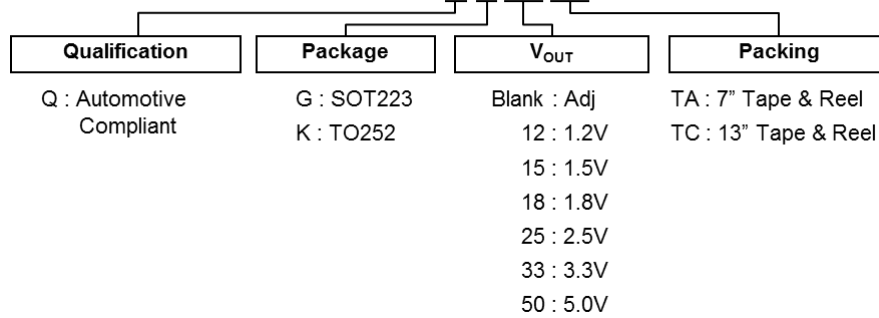 Qualification Package VOUT Packing
Q : Automotive Compliant
G : SOT223
K : TO252
Blank : Adj
12 : 1.2V
15 : 1.5V
18 : 1.8V
25 : 2.5V
33 : 3.3V
50 : 5.0V
TA : 7” Tape & Reel
TC : 13” Tape & Reel